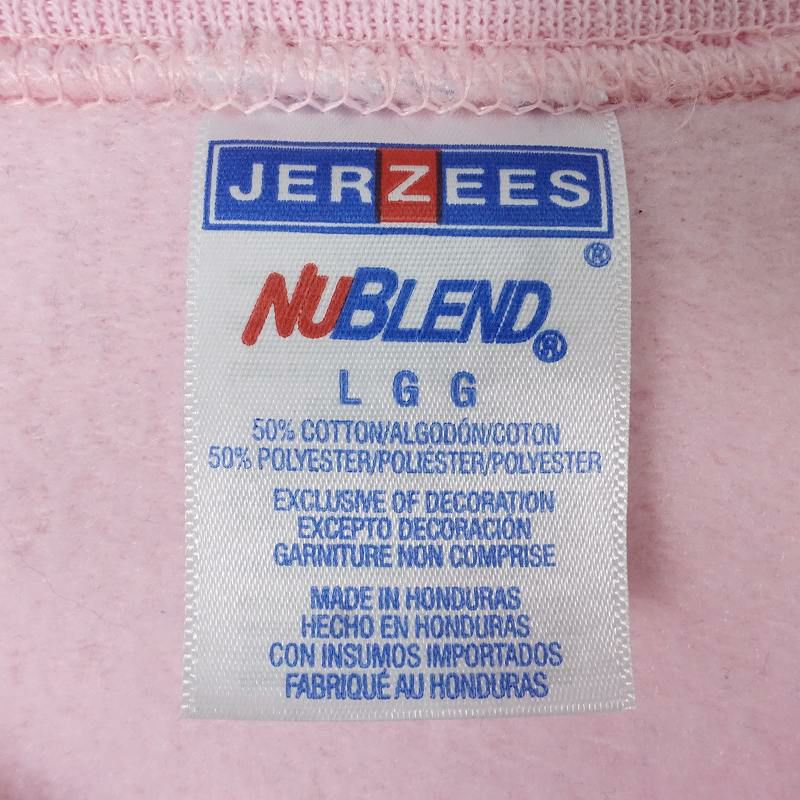 JERZEES®
NUBLEND®
L G G
50% COTTON/ALGODÓN/COTON
50% POLYESTER/POLIÉSTER/POLYESTER
EXCLUSIVE OF DECORATION
EXCEPTO DECORACIÓN
GARNITURE NON COMPRISE
MADE IN HONDURAS
HECHO EN HONDURAS
CON INSUMOS IMPORTADOS
FABRIQUÉ AU HONDURAS